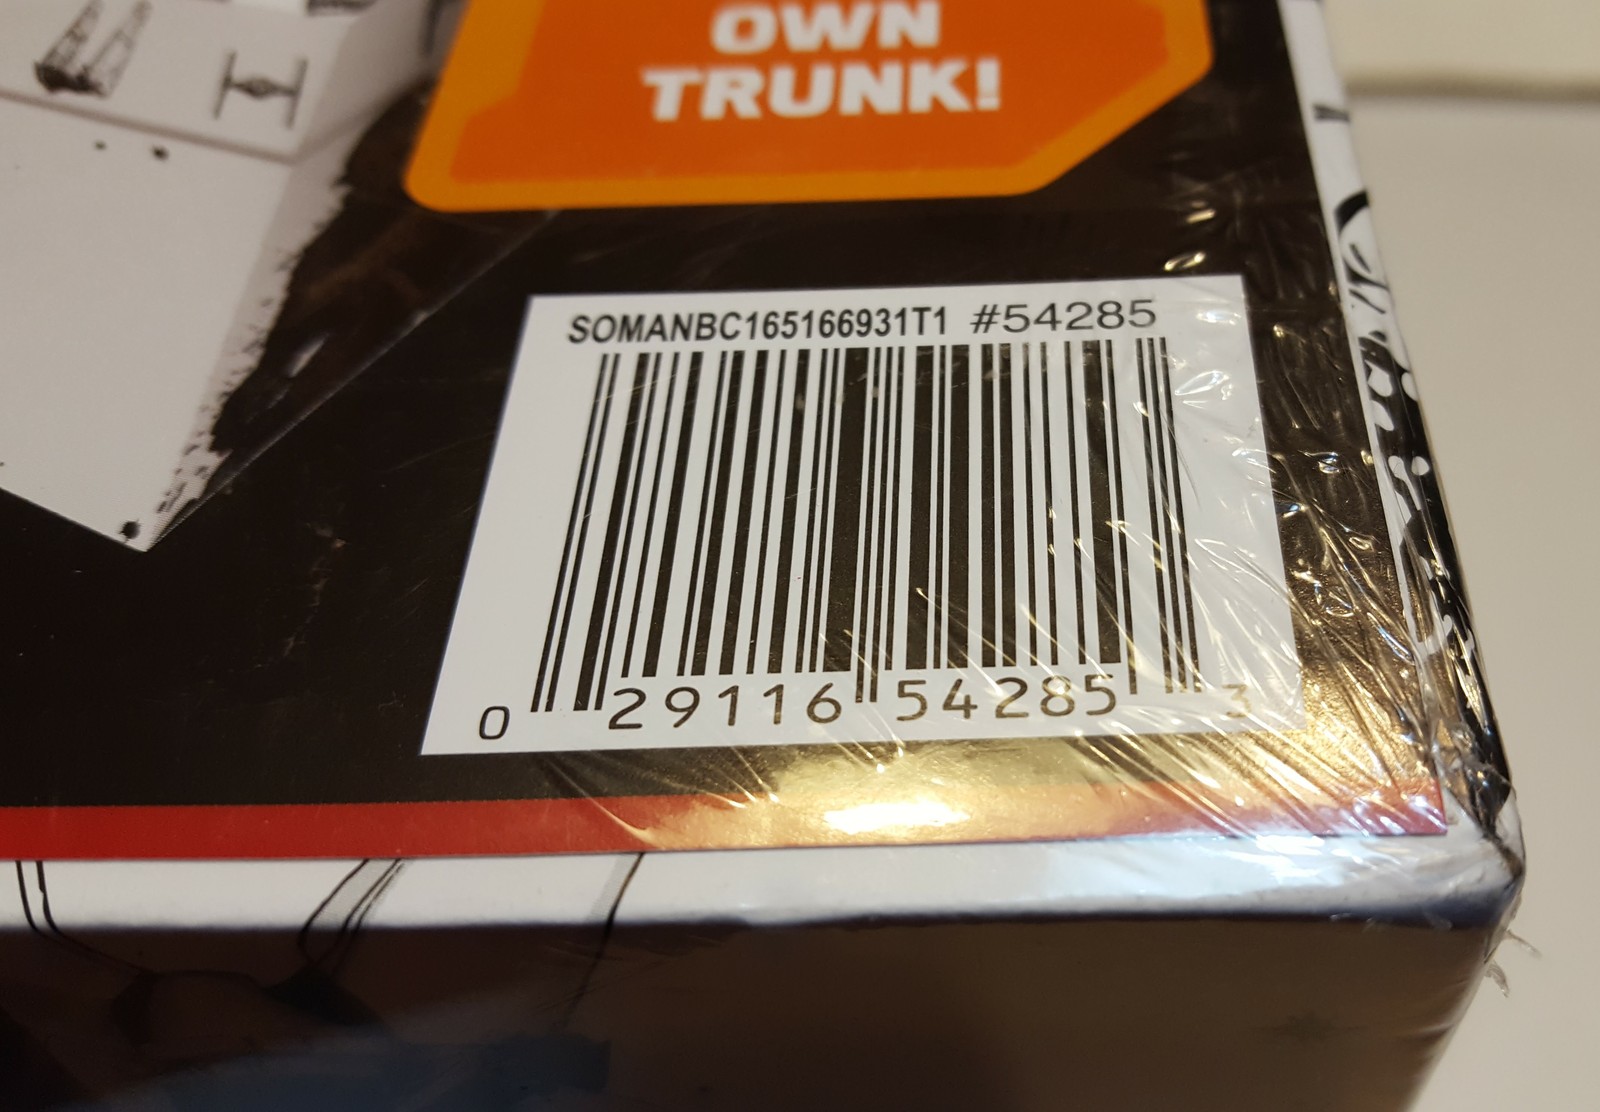 OWN
TRUNK!
SOMANBC165166931T1 #54285
0 29116 54285 3